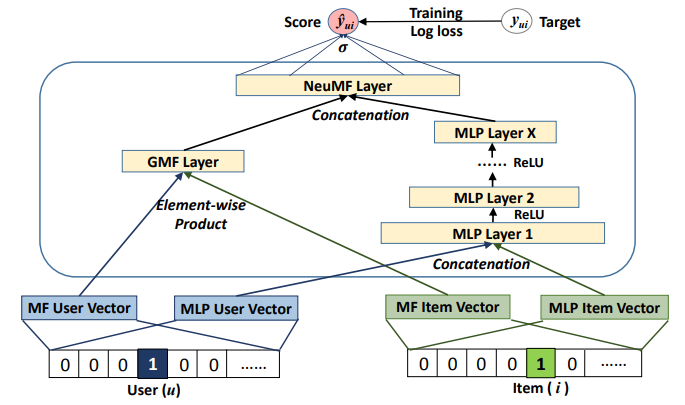 Score
ŷui
Training
Log loss
yui
Target
σ
NeuMF Layer
Concatenation
MLP Layer X
...... ReLU
GMF Layer
MLP Layer 2
Element-wise
Product
ReLU
MLP Layer 1
Concatenation
MF User Vector
MLP User Vector
MF Item Vector
MLP Item Vector
0 0 0 1 0 0 ......
0 0 0 0 1 0 ......
User (u)
Item ( i )